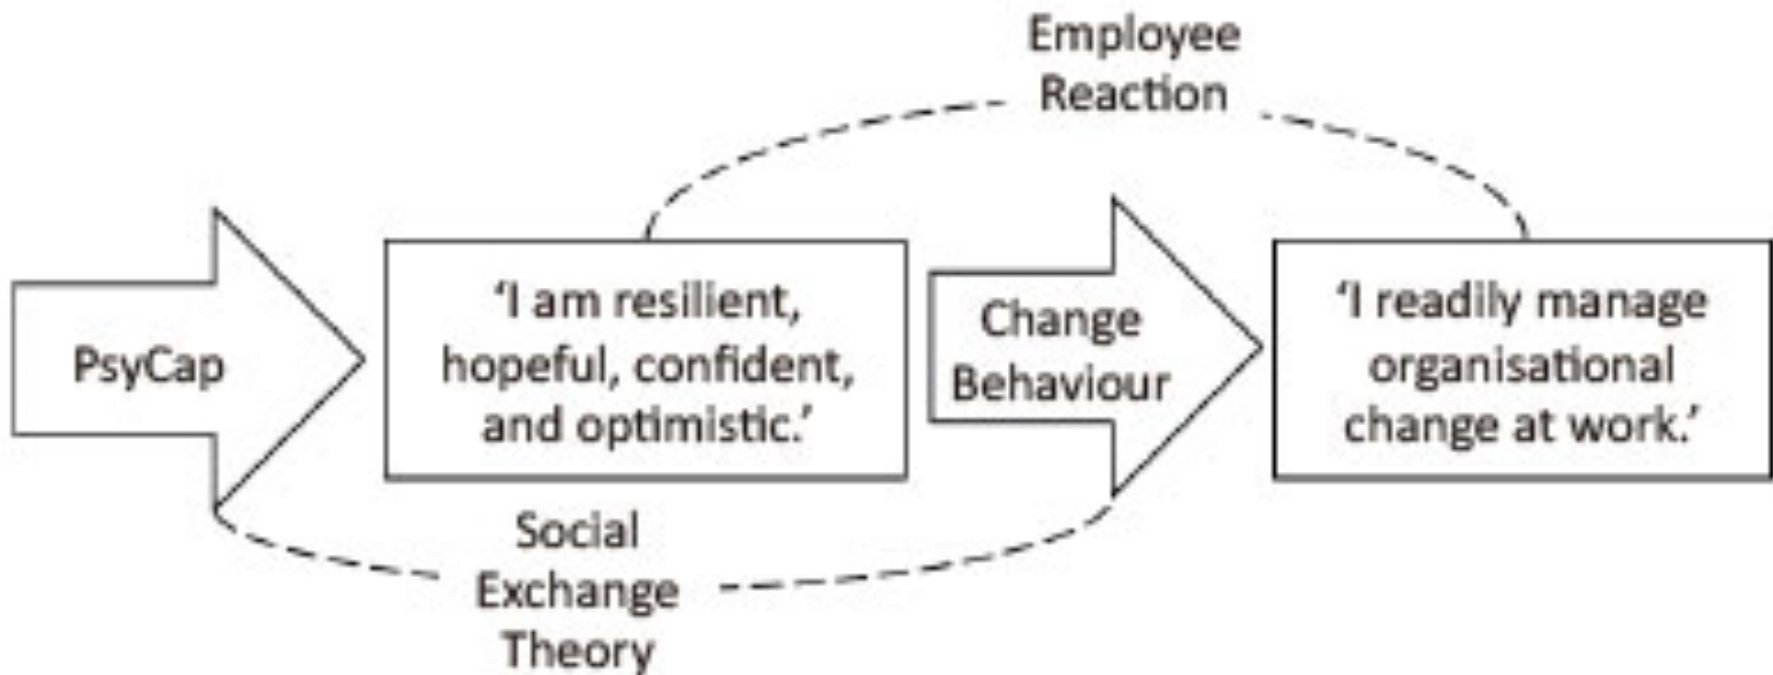 Employee
Reaction
PsyCap
‘I am resilient,
hopeful, confident,
and optimistic.’
Change
Behaviour
‘I readily manage
organisational
change at work.’
Social
Exchange
Theory